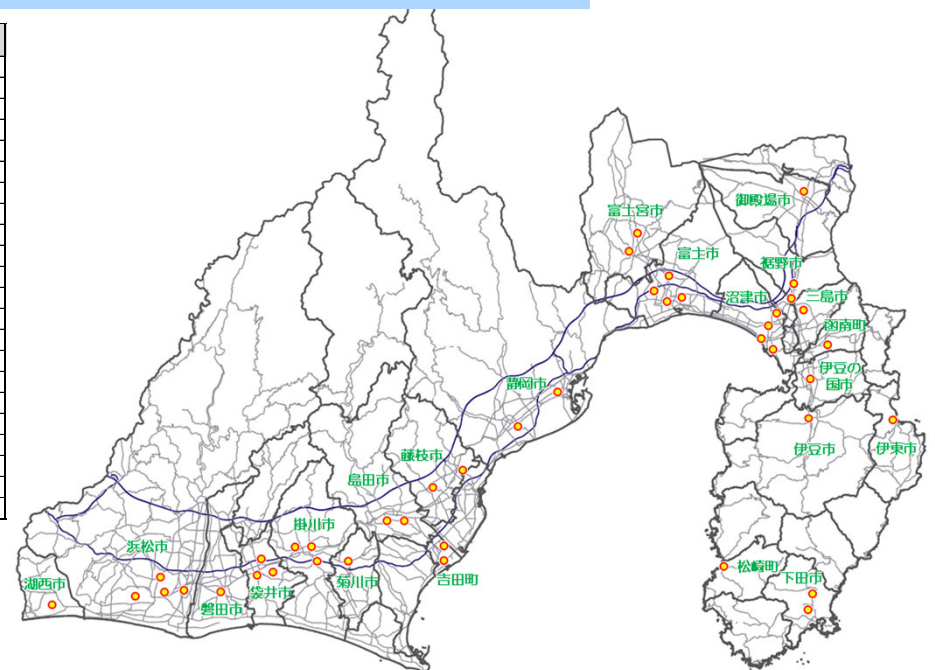 御殿場市
富士宮市
富士市
裾野市
沼津市
三島市
函南町
伊豆の
国市
静岡市
伊豆市
伊東市
藤枝市
島田市
掛川市
浜松市
湖西市
磐田市
袋井市
菊川市
吉田町
松崎町
下田市